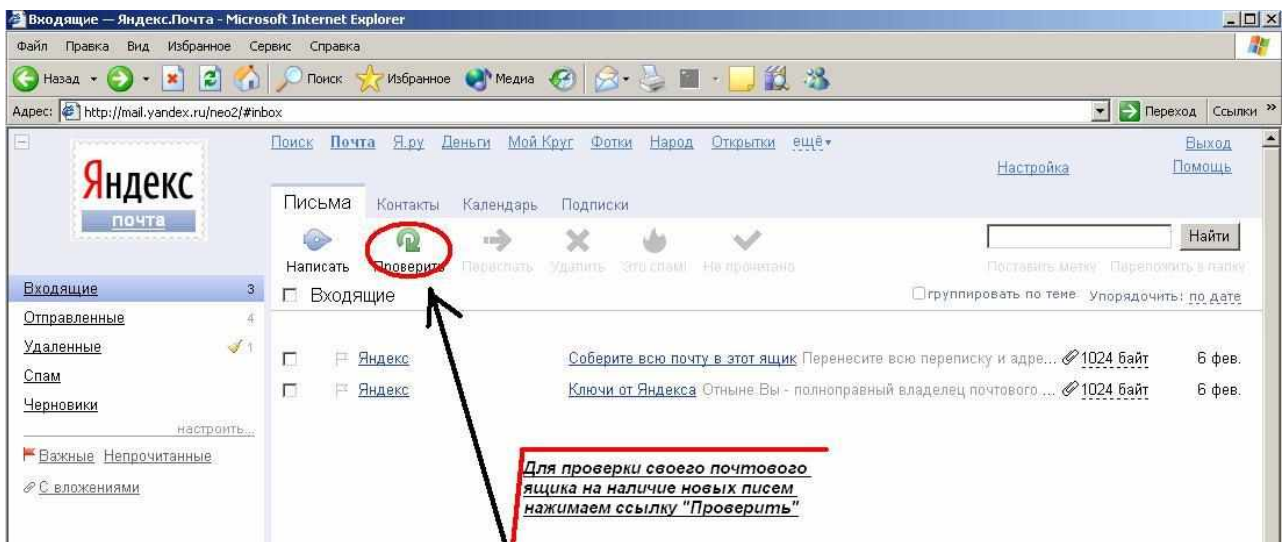 Входящие — Яндекс.Почта - Microsoft Internet Explorer
Файл Правка Вид Избранное Сервис Справка
Назад Поиск Избранное Медиа
Адрес: http://mail.yandex.ru/neo2/#inbox Переход Ссылки »
Поиск Почта Я.ру Деньги Мой Круг Фотки Народ Открытки ещё Выход
Настройка Помощь
Яндекс
почта
Письма Контакты Календарь Подписки
Найти
Написать Проверить Переслать Удалить Это спам! Не прочитано Поставить метку Переложить в папку
Входящие 3
Входящие группировать по теме Упорядочить: по дате
Отправленные 4
Удаленные 1
Спам
Черновики
настроить...
Важные Непрочитанные
С вложениями
Яндекс Соберите всю почту в этот ящик Перенесите всю переписку и адре... 1024 байт 6 фев.
Яндекс Ключи от Яндекса Отныне Вы - полноправный владелец почтового ... 1024 байт 6 фев.
Для проверки своего почтового
ящика на наличие новых писем
нажимаем ссылку "Проверить"